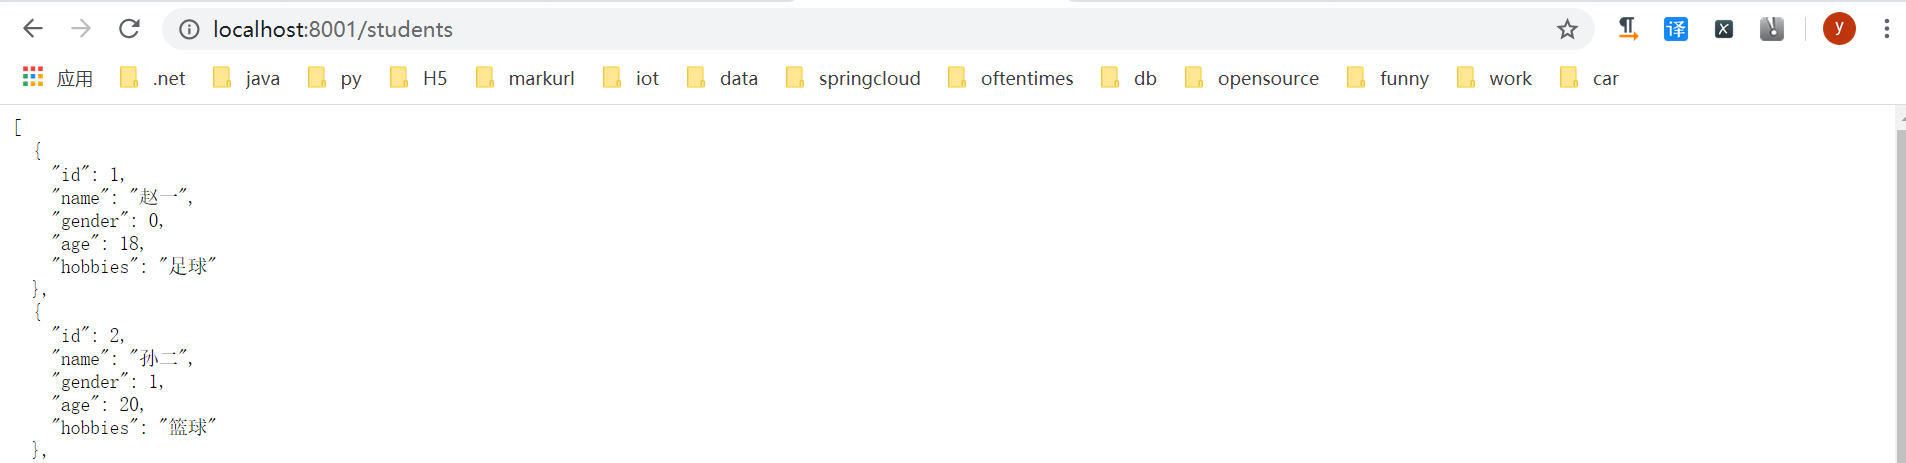 localhost:8001/students
译 X y
应用 .net java py H5 markurl iot data springcloud oftentimes db opensource funny work car
[
{
"id": 1,
"name": "赵一",
"gender": 0,
"age": 18,
"hobbies": "足球"
},
{
"id": 2,
"name": "孙二",
"gender": 1,
"age": 20,
"hobbies": "篮球"
},